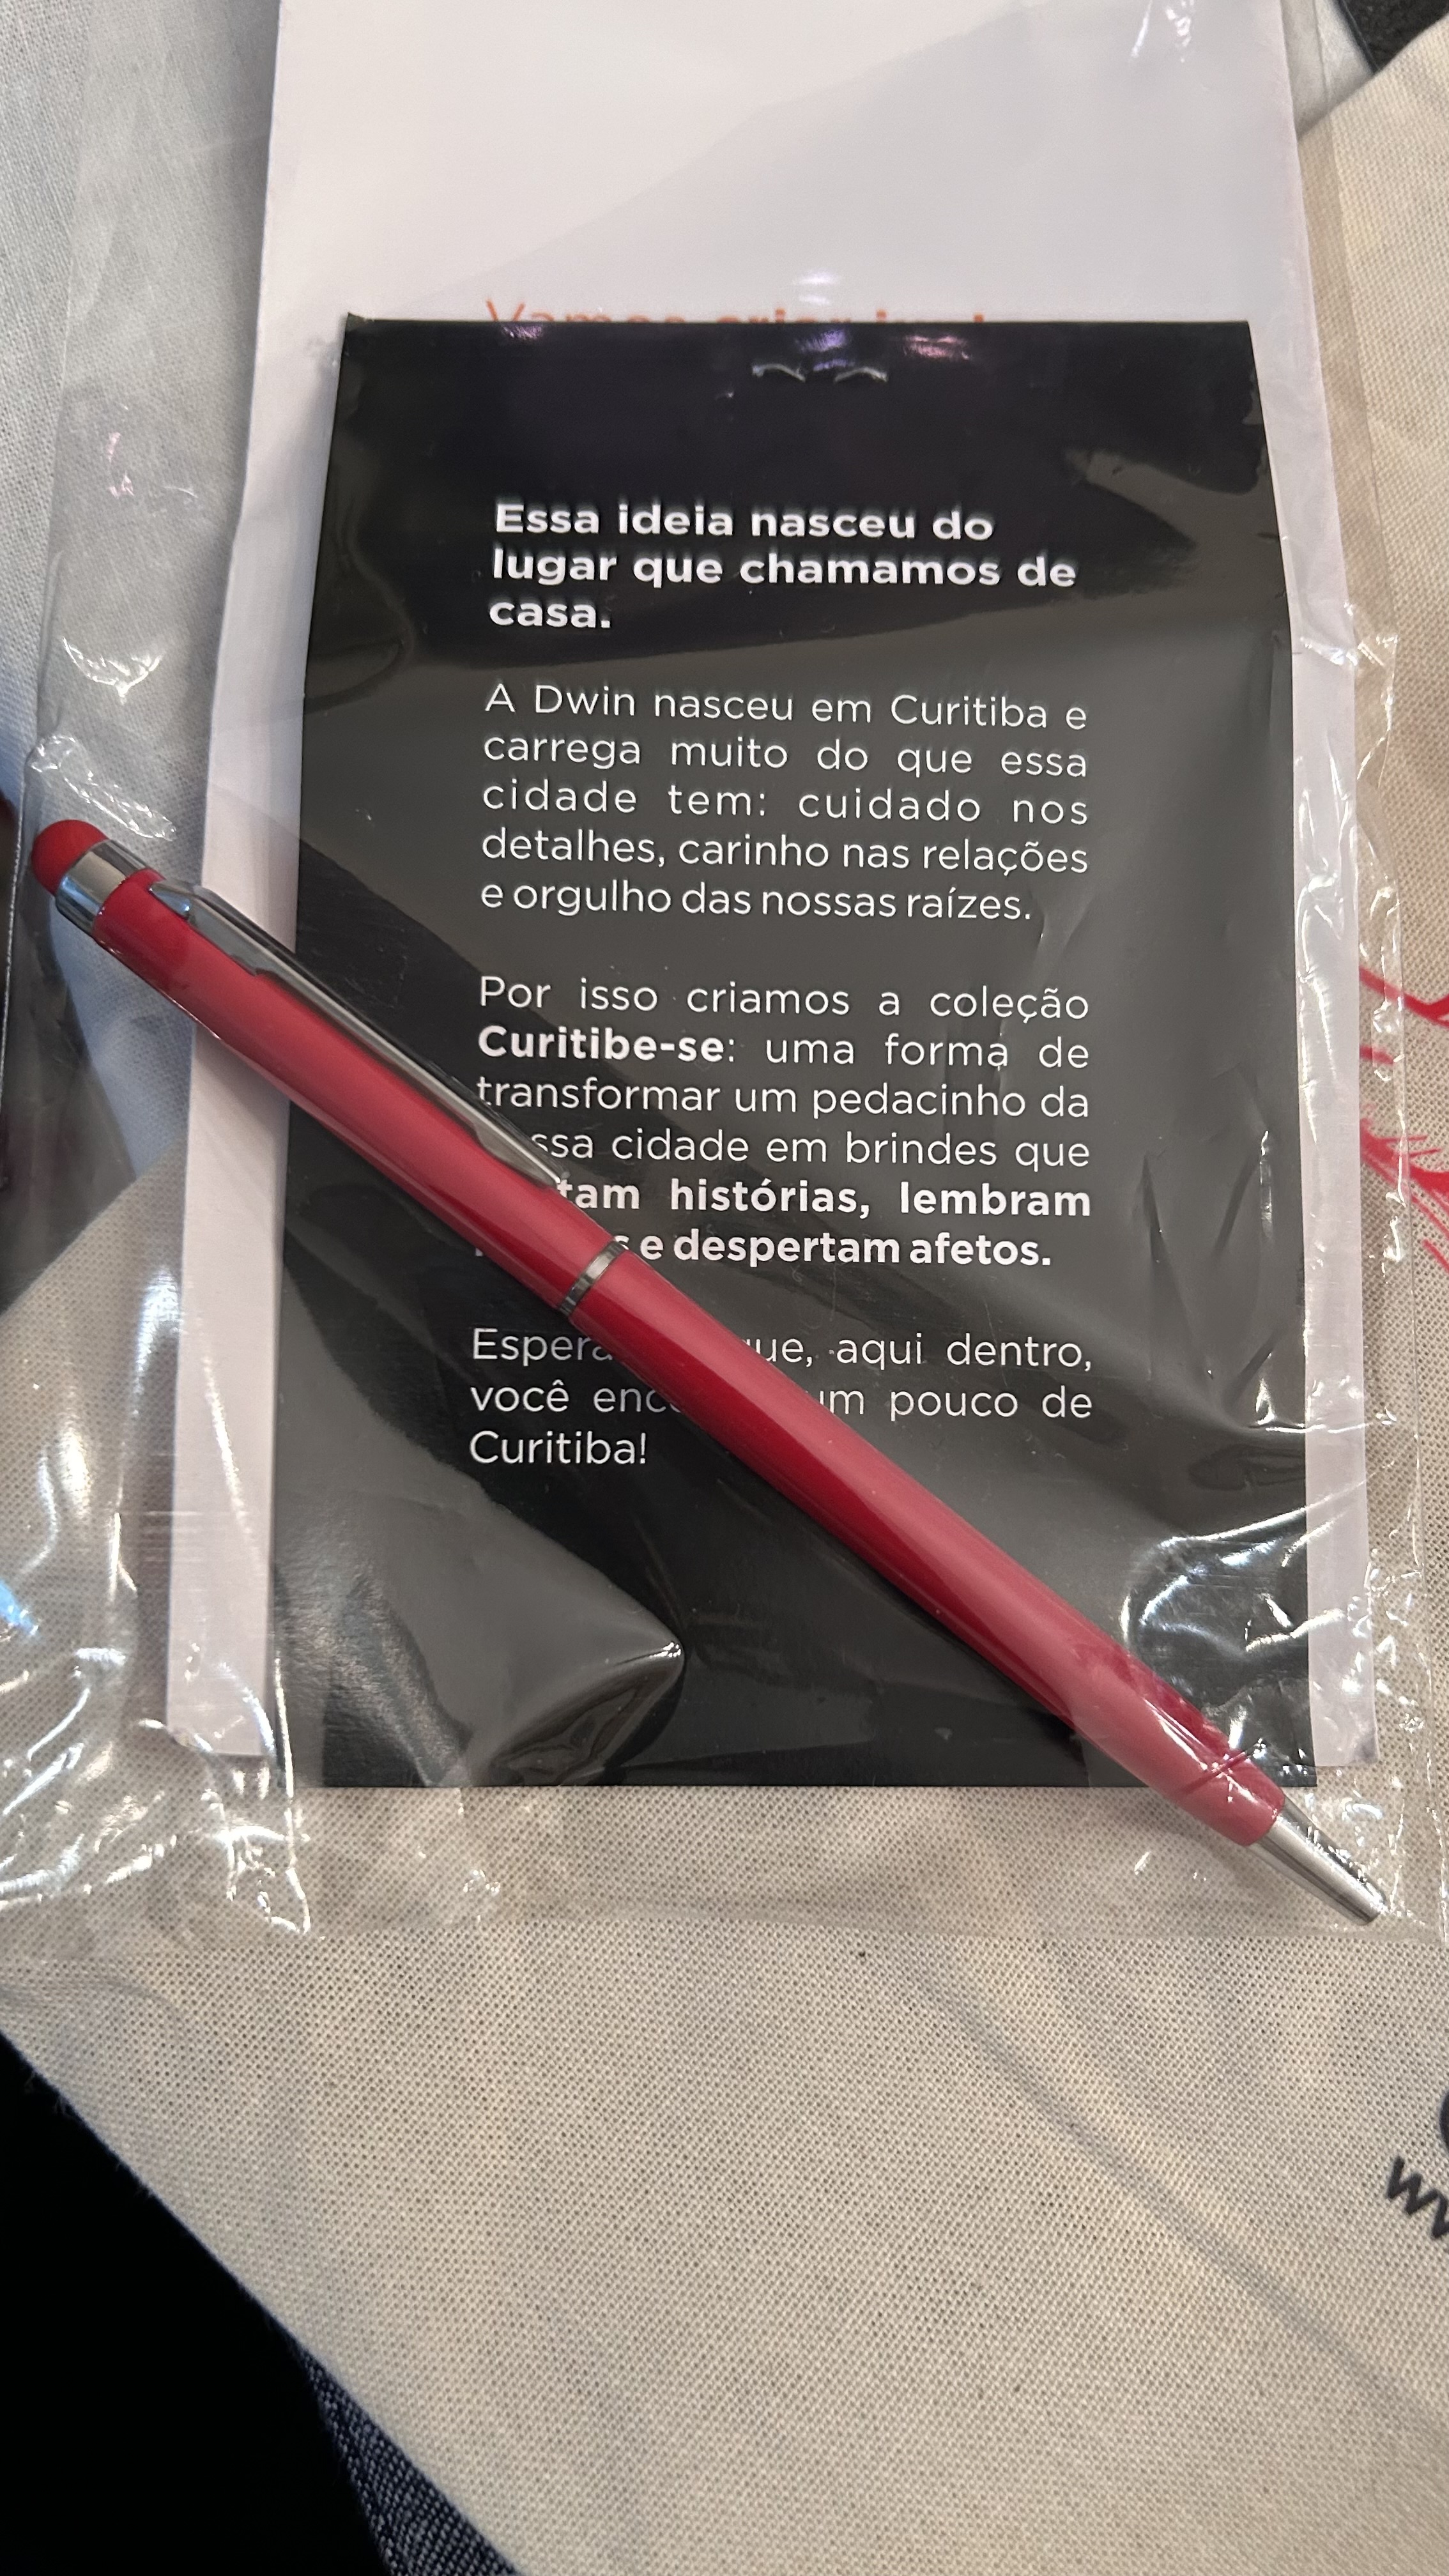 Vamos criar
Essa ideia nasceu do
lugar que chamamos de
casa.
A Dwin nasceu em Curitiba e
carrega muito do que essa
cidade tem: cuidado nos
detalhes, carinho nas relações
e orgulho das nossas raízes.
Por isso criamos a coleção
Curitibe-se: uma forma de
transformar um pedacinho da
cidade em brindes que
histórias, lembram
e despertam afetos.
aqui dentro,
você um pouco de
Curitiba!